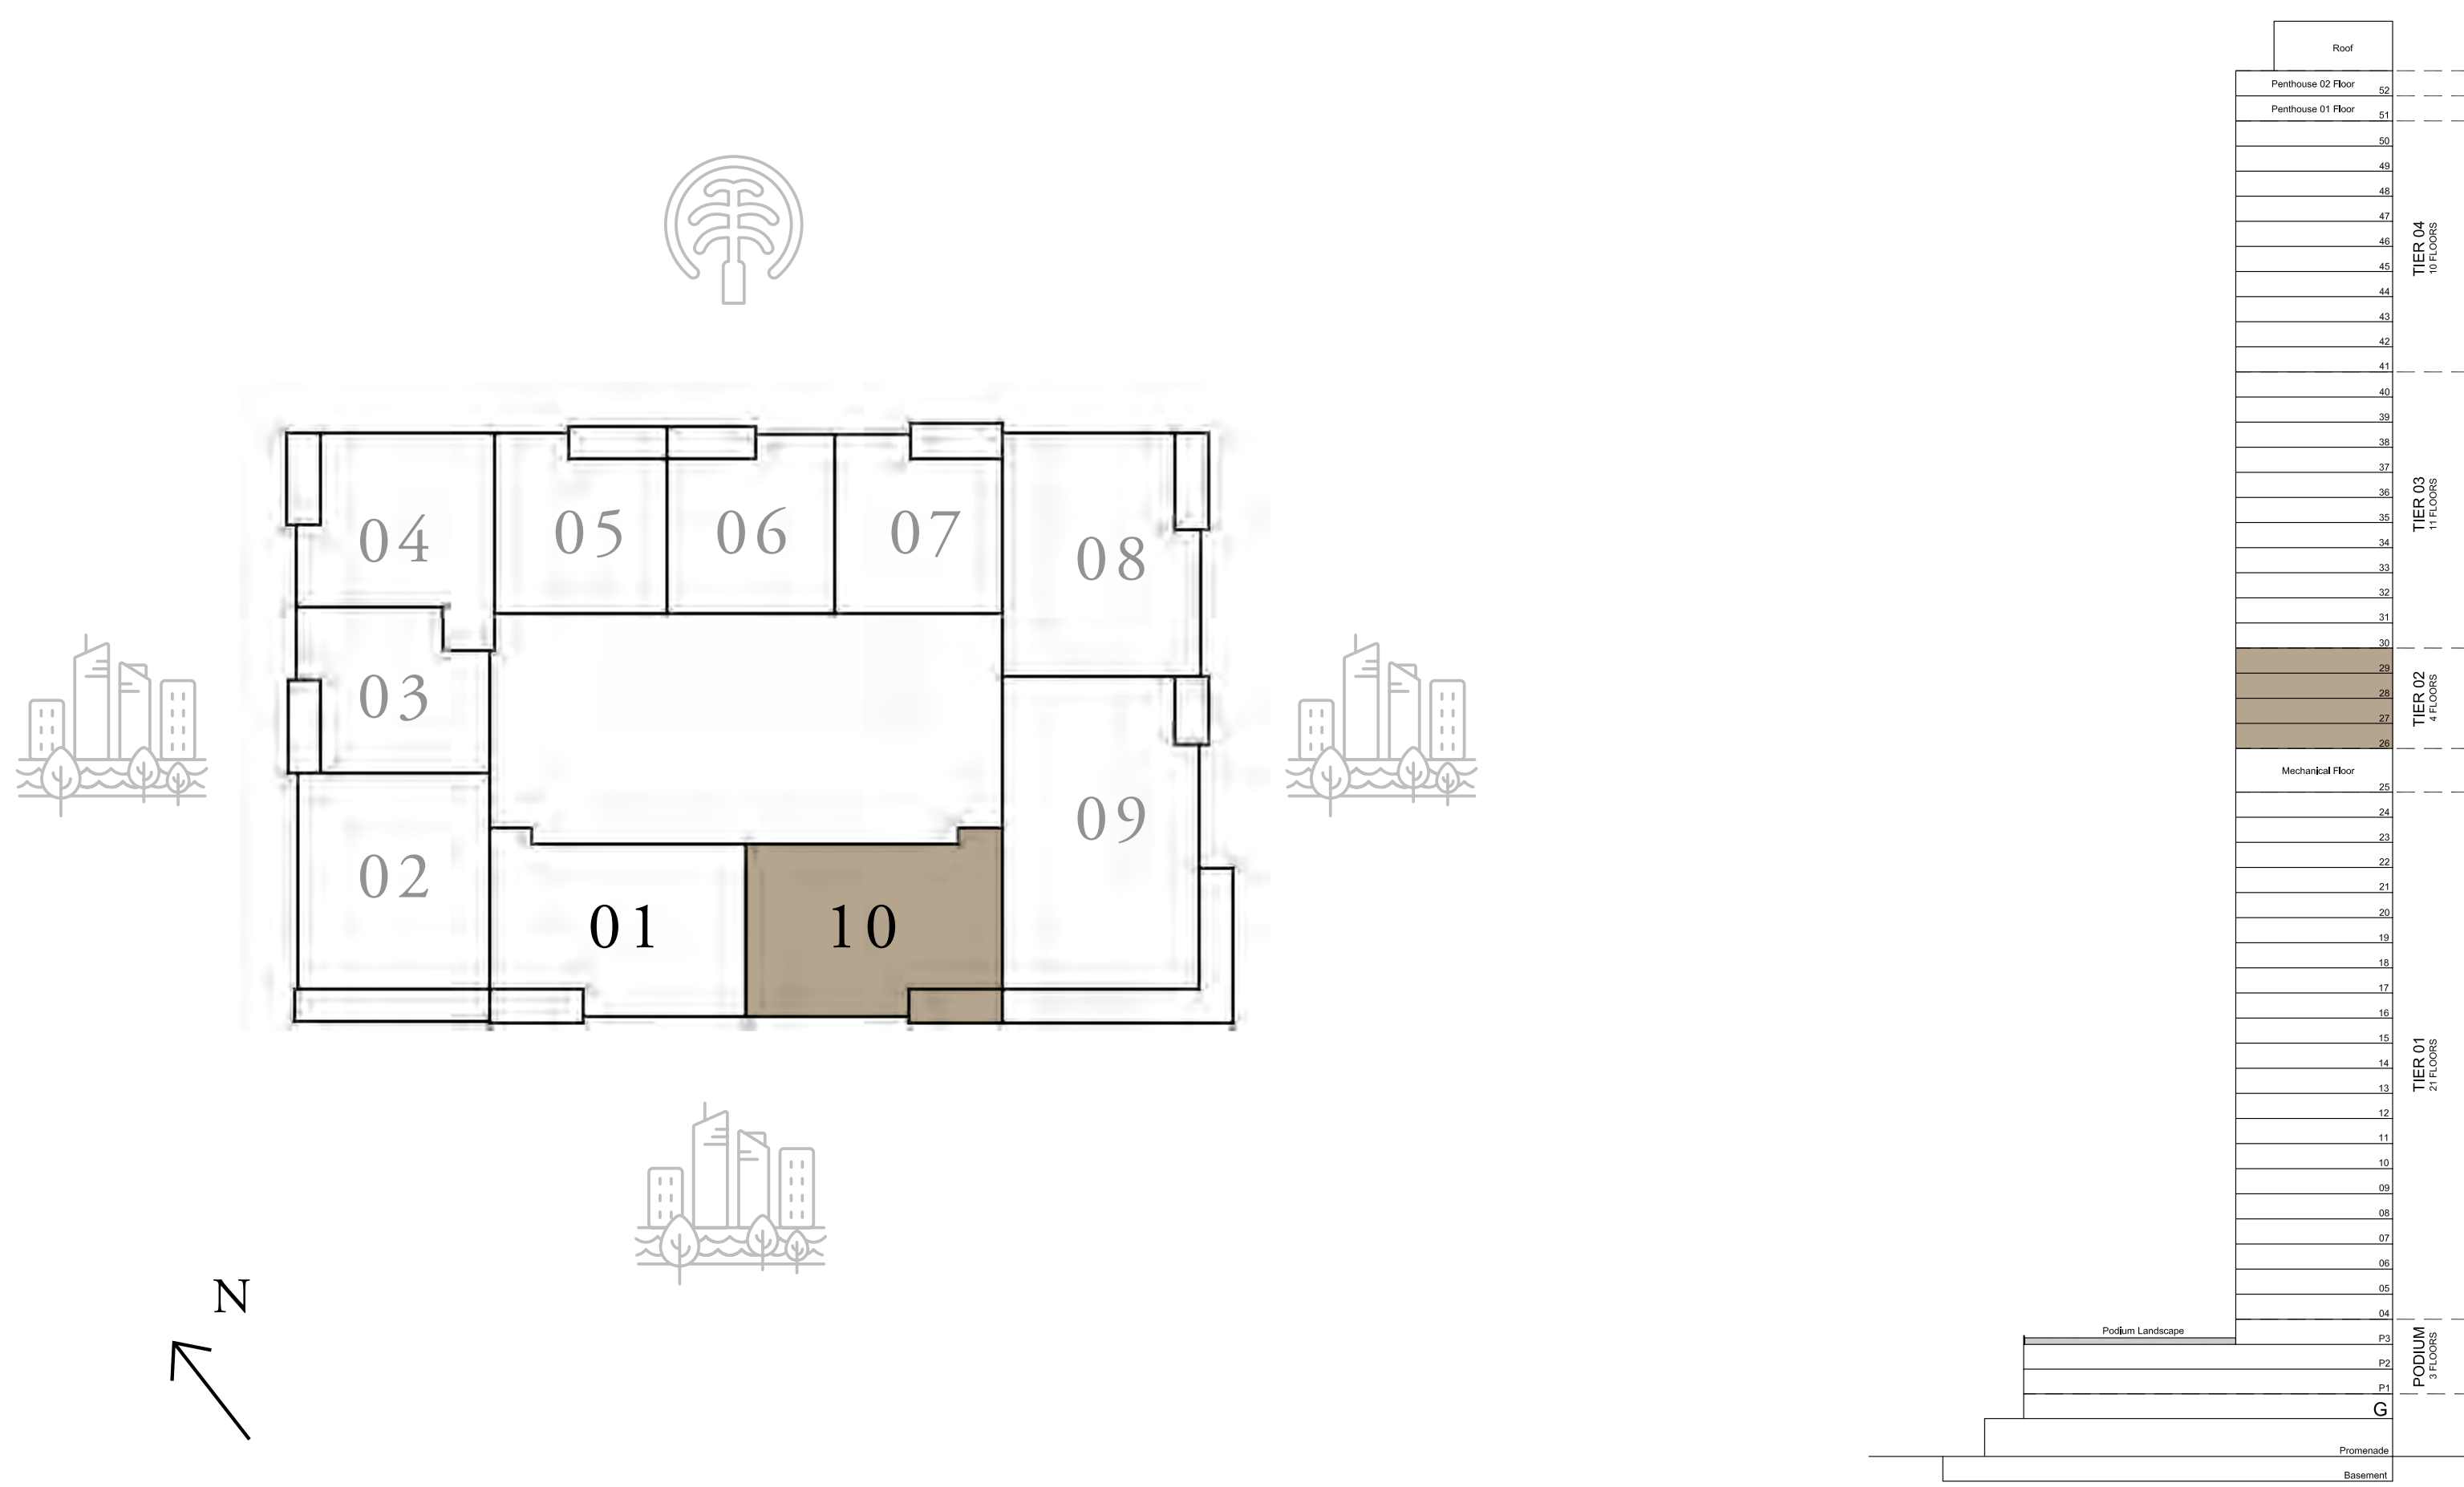 04
05
06
07
08
03
09
02
01
10
N
Roof
Penthouse 02 Floor
52
Penthouse 01 Floor
51
50
49
48
47
46
45
44
43
42
41
40
39
38
37
36
35
34
33
32
31
30
29
28
27
26
Mechanical Floor
25
24
23
22
21
20
19
18
17
16
15
14
13
12
11
10
09
08
07
06
05
04
Podium Landscape
P3
P2
P1
G
Promenade
Basement
TIER 04
10 FLOORS
TIER 03
11 FLOORS
TIER 02
4 FLOORS
TIER 01
21 FLOORS
PODIUM
3 FLOORS